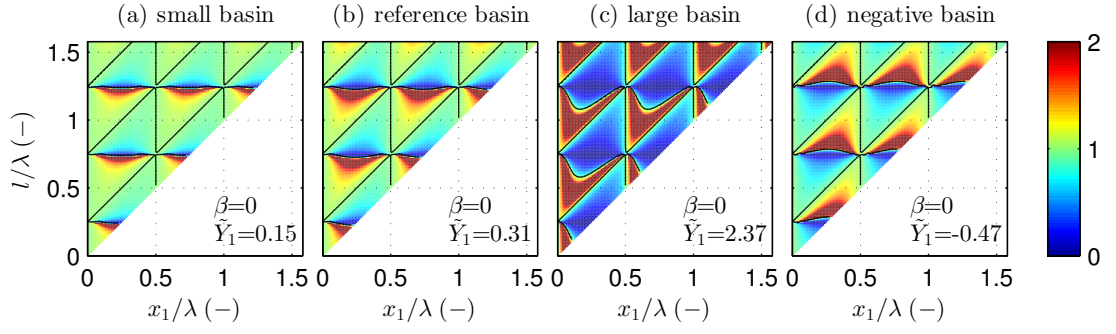 (a) small basin (b) reference basin (c) large basin (d) negative basin
1.5 2
1
l/λ (−) 1
0.5
β=0 β=0 β=0 β=0
Ỹ₁=0.15 Ỹ₁=0.31 Ỹ₁=2.37 Ỹ₁=-0.47
0 0
0 0.5 1 1.5 0 0.5 1 1.5 0 0.5 1 1.5 0 0.5 1 1.5
x₁/λ (−) x₁/λ (−) x₁/λ (−) x₁/λ (−)